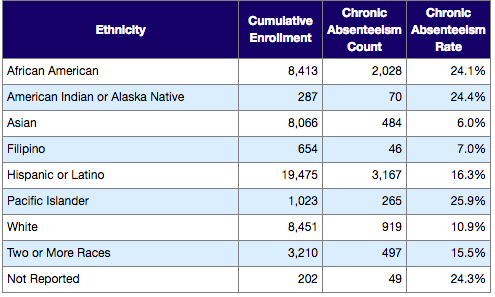 Ethnicity Cumulative Enrollment Chronic Absenteeism Count Chronic Absenteeism Rate
African American 8,413 2,028 24.1%
American Indian or Alaska Native 287 70 24.4%
Asian 8,066 484 6.0%
Filipino 654 46 7.0%
Hispanic or Latino 19,475 3,167 16.3%
Pacific Islander 1,023 265 25.9%
White 8,451 919 10.9%
Two or More Races 3,210 497 15.5%
Not Reported 202 49 24.3%